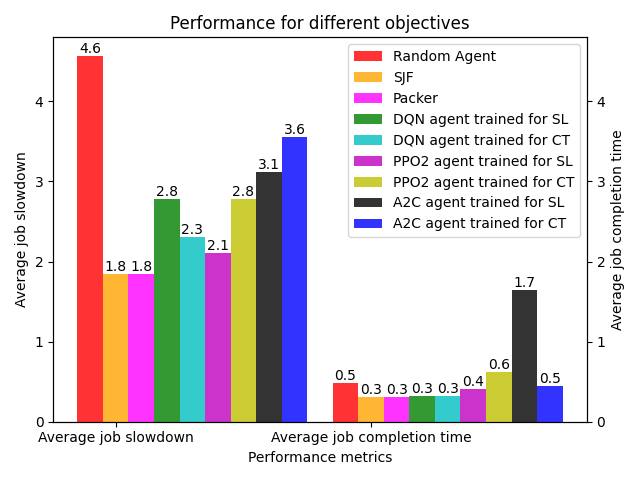 Performance for different objectives
4.6
1.8
1.8
2.8
2.3
2.1
2.8
3.1
3.6
0.5
0.3
0.3
0.3
0.3
0.4
0.6
1.7
0.5
Random Agent
SJF
Packer
DQN agent trained for SL
DQN agent trained for CT
PPO2 agent trained for SL
PPO2 agent trained for CT
A2C agent trained for SL
A2C agent trained for CT
Average job slowdown
4
3
2
1
0
Average job completion time
4
3
2
1
0
Average job slowdown
Average job completion time
Performance metrics